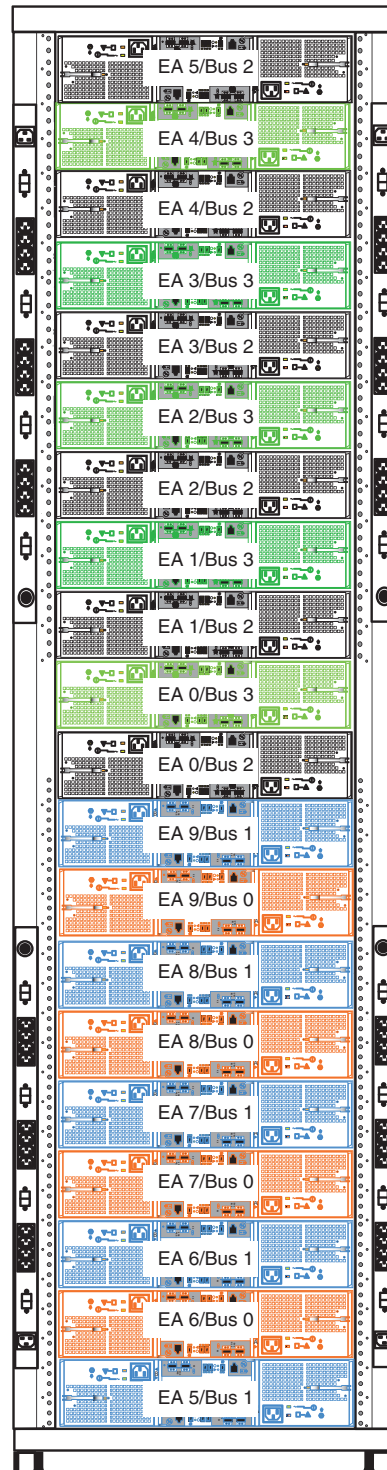 EA 5/Bus 2
EA 4/Bus 3
EA 4/Bus 2
EA 3/Bus 3
EA 3/Bus 2
EA 2/Bus 3
EA 2/Bus 2
EA 1/Bus 3
EA 1/Bus 2
EA 0/Bus 3
EA 0/Bus 2
EA 9/Bus 1
EA 9/Bus 0
EA 8/Bus 1
EA 8/Bus 0
EA 7/Bus 1
EA 7/Bus 0
EA 6/Bus 1
EA 6/Bus 0
EA 5/Bus 1